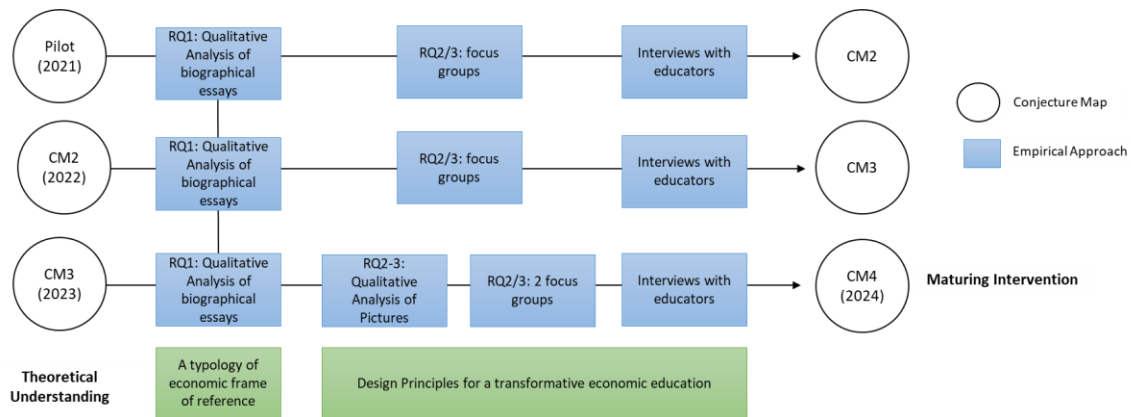 Pilot
(2021)
RQ1: Qualitative
Analysis of
biographical
essays
RQ2/3: focus
groups
Interviews with
educators
CM2
Conjecture Map
Empirical Approach
CM2
(2022)
RQ1: Qualitative
Analysis of
biographical
essays
RQ2/3: focus
groups
Interviews with
educators
CM3
CM3
(2023)
RQ1: Qualitative
Analysis of
biographical
essays
RQ2-3:
Qualitative
Analysis of
Pictures
RQ2/3: 2 focus
groups
Interviews with
educators
CM4
(2024)
Maturing Intervention
Theoretical
Understanding
A typology of
economic frame
of reference
Design Principles for a transformative economic education